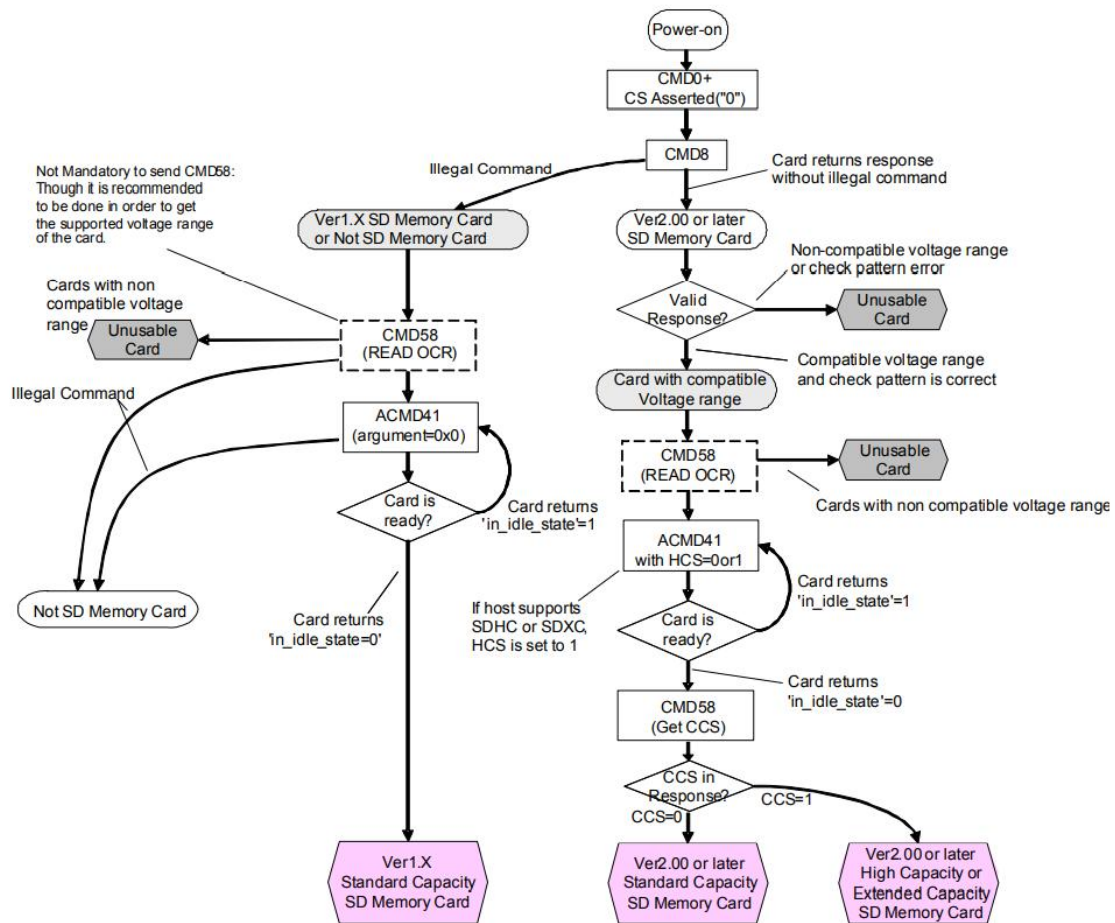 Power-on
CMD0+
CS Asserted("0")
CMD8
Illegal Command
Card returns response
without illegal command
Not Mandatory to send CMD58:
Though it is recommended
to be done in order to get
the supported voltage range
of the card.
Ver1.X SD Memory Card
or Not SD Memory Card
Ver2.00 or later
SD Memory Card
Non-compatible voltage range
or check pattern error
Cards with non
compatible voltage
range
Unusable
Card
CMD58
(READ OCR)
Valid
Response?
Unusable
Card
Compatible voltage range
and check pattern is correct
Card with compatible
Voltage range
Illegal Command
ACMD41
(argument=0x0)
CMD58
(READ OCR)
Unusable
Card
Cards with non compatible voltage range
Card is
ready?
Card returns
'in_idle_state'=1
ACMD41
with HCS=0or1
Card returns
'in_idle_state'=1
Not SD Memory Card
Card returns
'in_idle_state=0'
If host supports
SDHC or SDXC,
HCS is set to 1
Card is
ready?
Card returns
'in_idle_state'=0
CMD58
(Get CCS)
CCS in
Response?
CCS=0
CCS=1
Ver1.X
Standard Capacity
SD Memory Card
Ver2.00 or later
Standard Capacity
SD Memory Card
Ver2.00 or later
High Capacity or
Extended Capacity
SD Memory Card